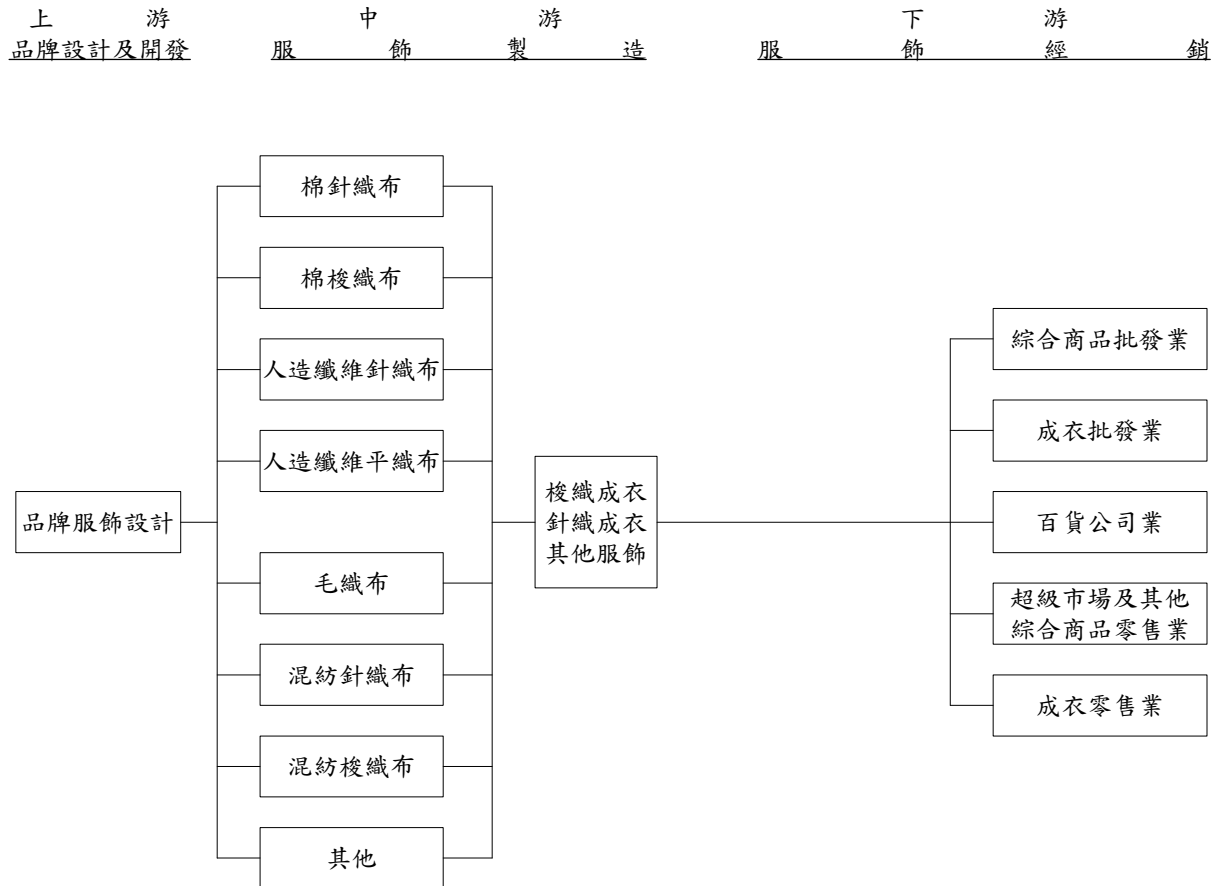 上游
品牌設計及開發
中游
服飾製造
下游
服飾經銷
品牌服飾設計
棉針織布
棉梭織布
人造纖維針織布
人造纖維平織布
毛織布
混紡針織布
混紡梭織布
其他
梭織成衣
針織成衣
其他服飾
綜合商品批發業
成衣批發業
百貨公司業
超級市場及其他
綜合商品零售業
成衣零售業